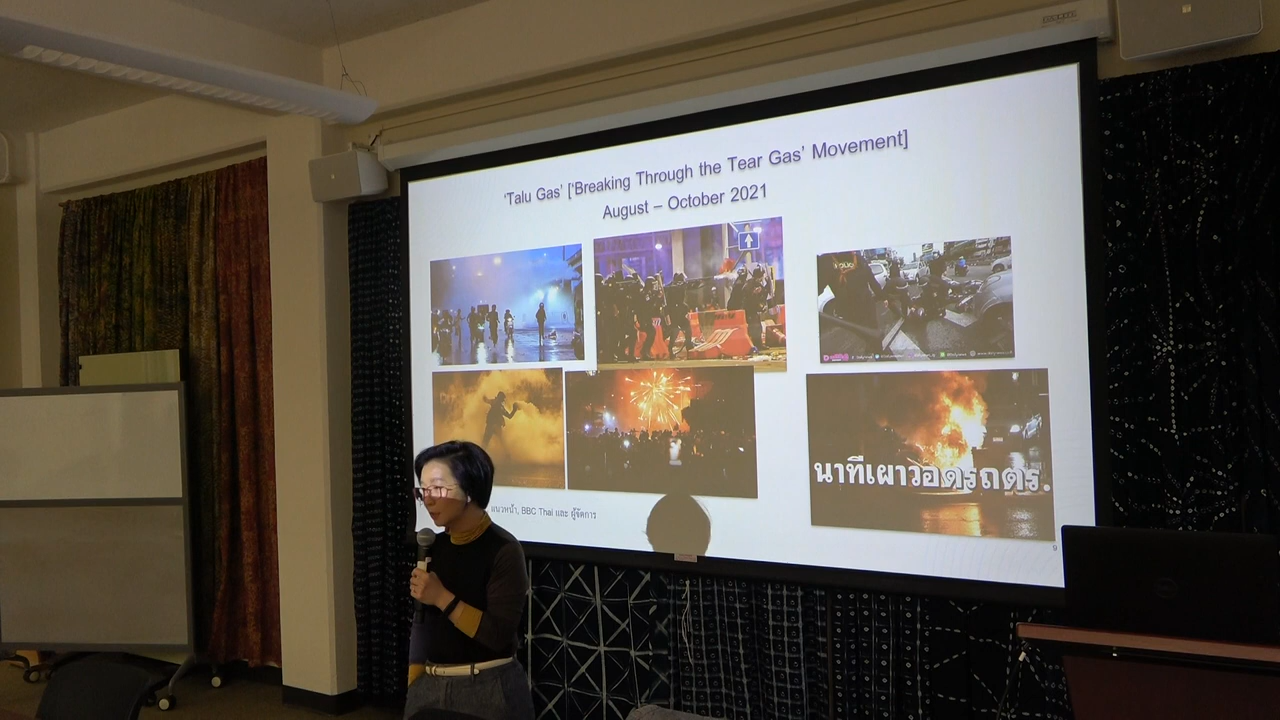 'Talu Gas' ['Breaking Through the Tear Gas' Movement]
August – October 2021
นาทีเผาวอดรถตร.
แนวหน้า, BBC Thai และ ผู้จัดการ
9